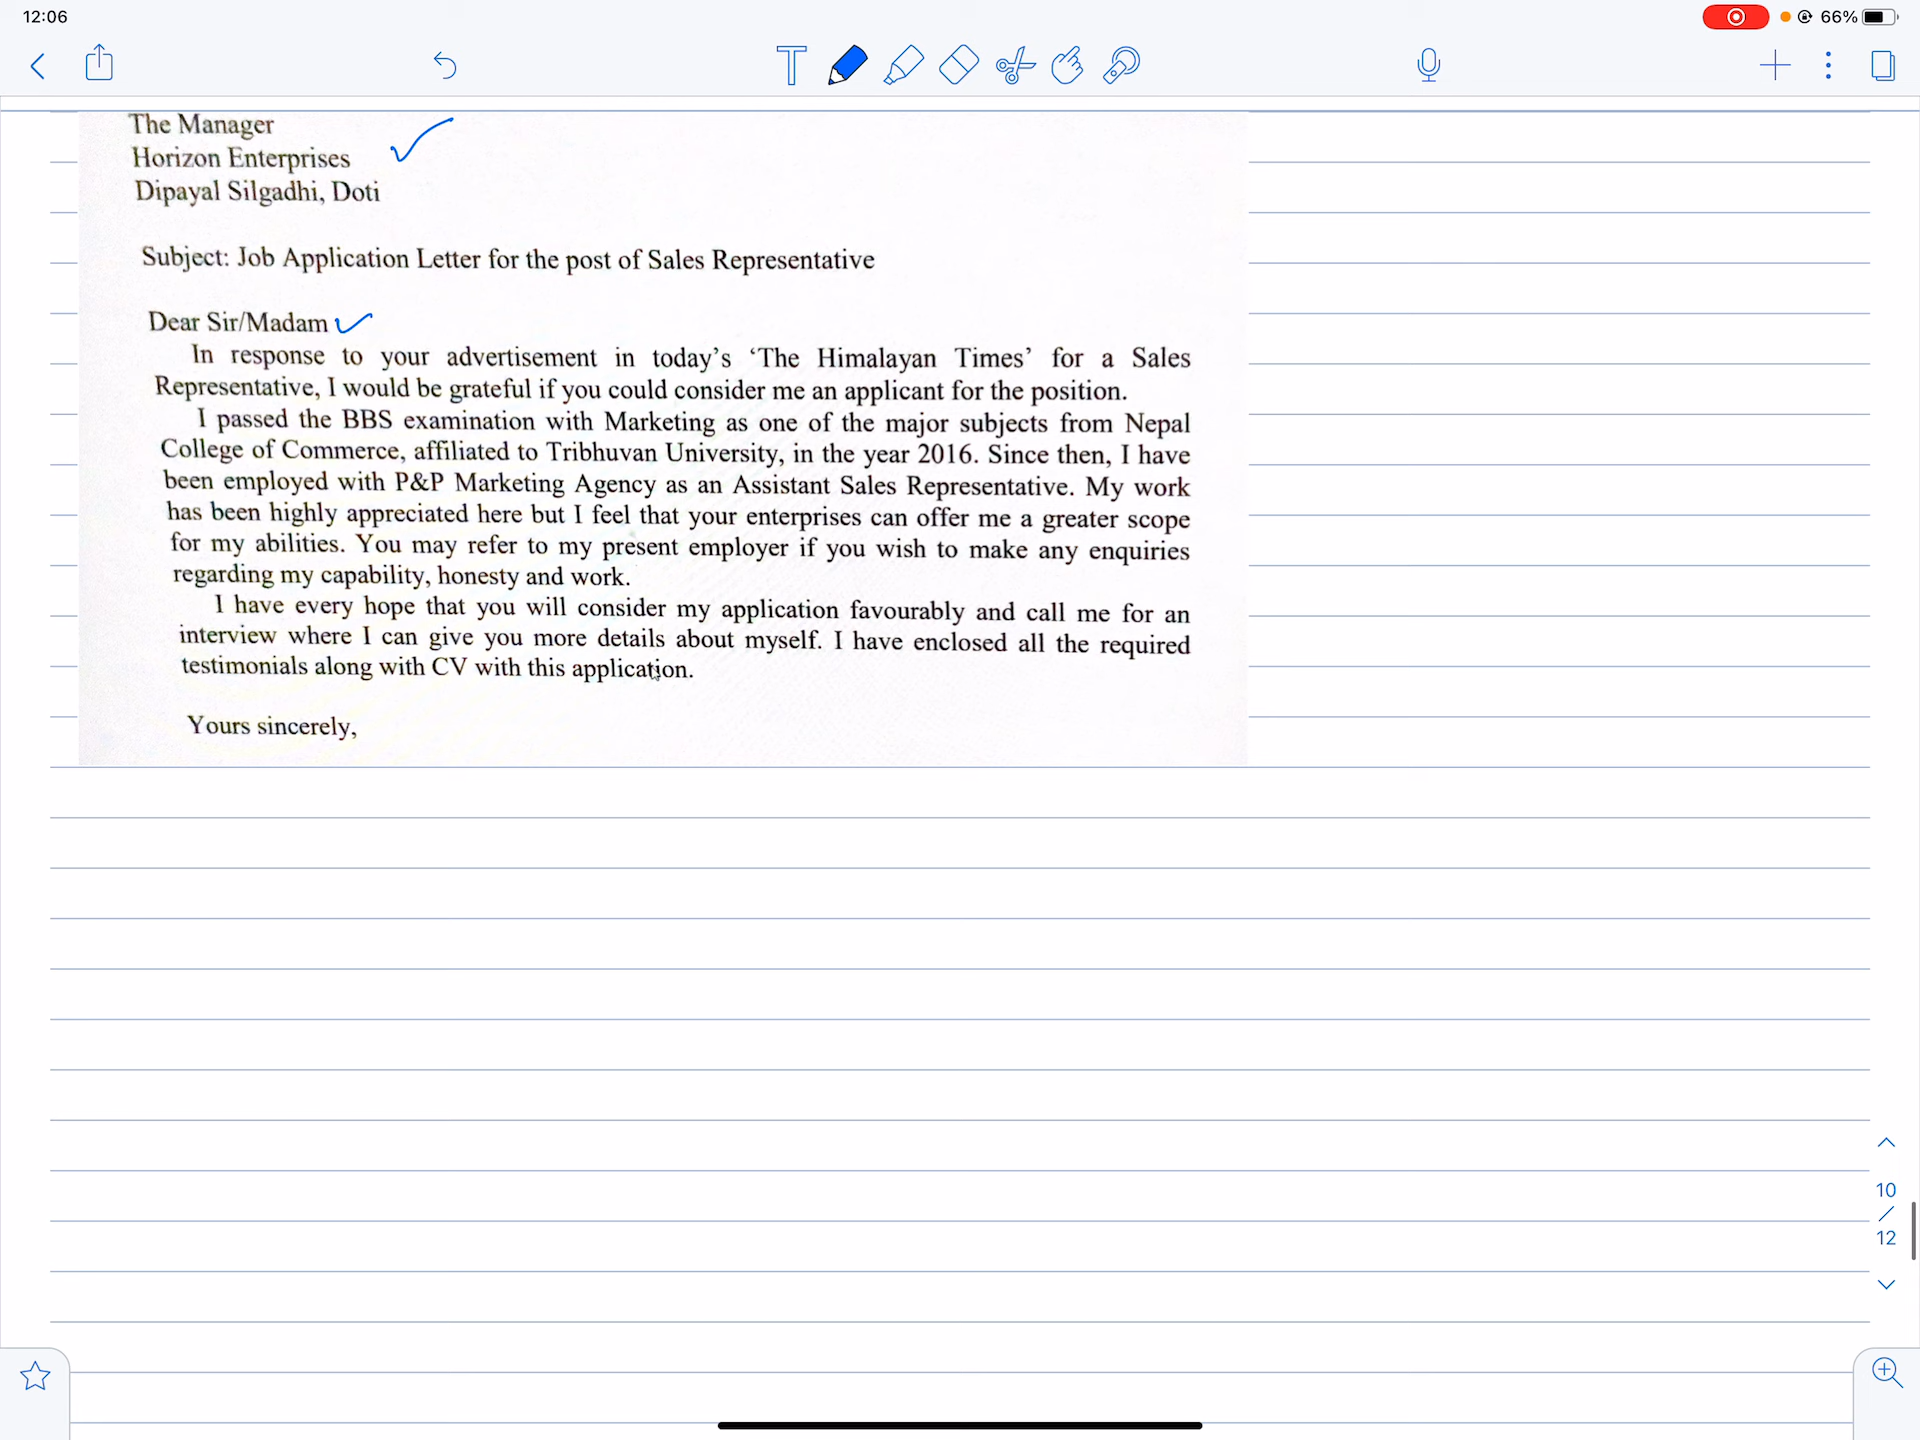 12:06
66%
The Manager
Horizon Enterprises
Dipayal Silgadhi, Doti
Subject: Job Application Letter for the post of Sales Representative
Dear Sir/Madam
In response to your advertisement in today's 'The Himalayan Times' for a Sales
Representative, I would be grateful if you could consider me an applicant for the position.
I passed the BBS examination with Marketing as one of the major subjects from Nepal
College of Commerce, affiliated to Tribhuvan University, in the year 2016. Since then, I have
been employed with P&P Marketing Agency as an Assistant Sales Representative. My work
has been highly appreciated here but I feel that your enterprises can offer me a greater scope
for my abilities. You may refer to my present employer if you wish to make any enquiries
regarding my capability, honesty and work.
I have every hope that you will consider my application favourably and call me for an
interview where I can give you more details about myself. I have enclosed all the required
testimonials along with CV with this application.
Yours sincerely,
10
/
12